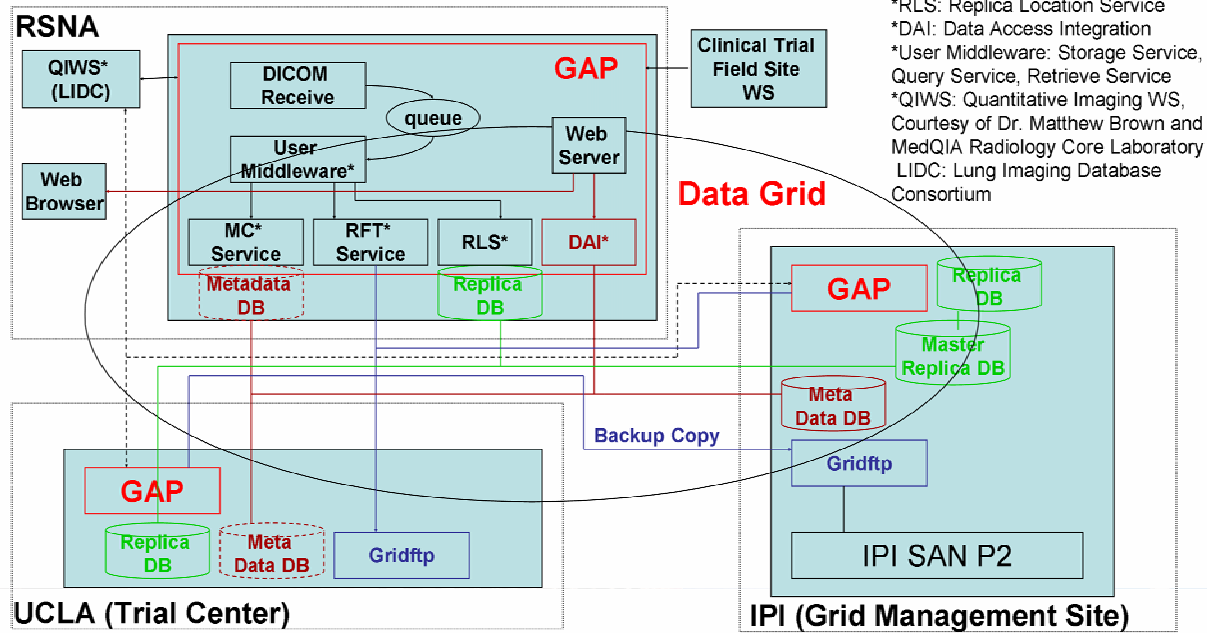 *RLS: Replica Location Service
*DAI: Data Access Integration
*User Middleware: Storage Service,
Query Service, Retrieve Service
*QIWS: Quantitative Imaging WS,
Courtesy of Dr. Matthew Brown and
MedQIA Radiology Core Laboratory
LIDC: Lung Imaging Database
Consortium
RSNA
QIWS*
(LIDC)
Web
Browser
GAP
DICOM
Receive
queue
User
Middleware*
Web
Server
MC*
Service
RFT*
Service
RLS*
DAI*
Metadata
DB
Replica
DB
Clinical Trial
Field Site
WS
Data Grid
GAP
Replica
DB
Master
Replica DB
Meta
Data DB
Backup Copy
Gridftp
IPI SAN P2
IPI (Grid Management Site)
GAP
Replica
DB
Meta
Data DB
Gridftp
UCLA (Trial Center)